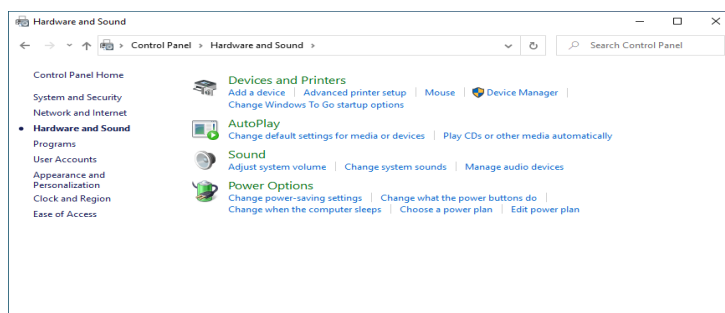 Hardware and Sound
Control Panel > Hardware and Sound >
Search Control Panel
Control Panel Home
System and Security
Network and Internet
Hardware and Sound
Programs
User Accounts
Appearance and
Personalization
Clock and Region
Ease of Access
Devices and Printers
Add a device | Advanced printer setup | Mouse | Device Manager |
Change Windows To Go startup options
AutoPlay
Change default settings for media or devices | Play CDs or other media automatically
Sound
Adjust system volume | Change system sounds | Manage audio devices
Power Options
Change power-saving settings | Change what the power buttons do |
Change when the computer sleeps | Choose a power plan | Edit power plan